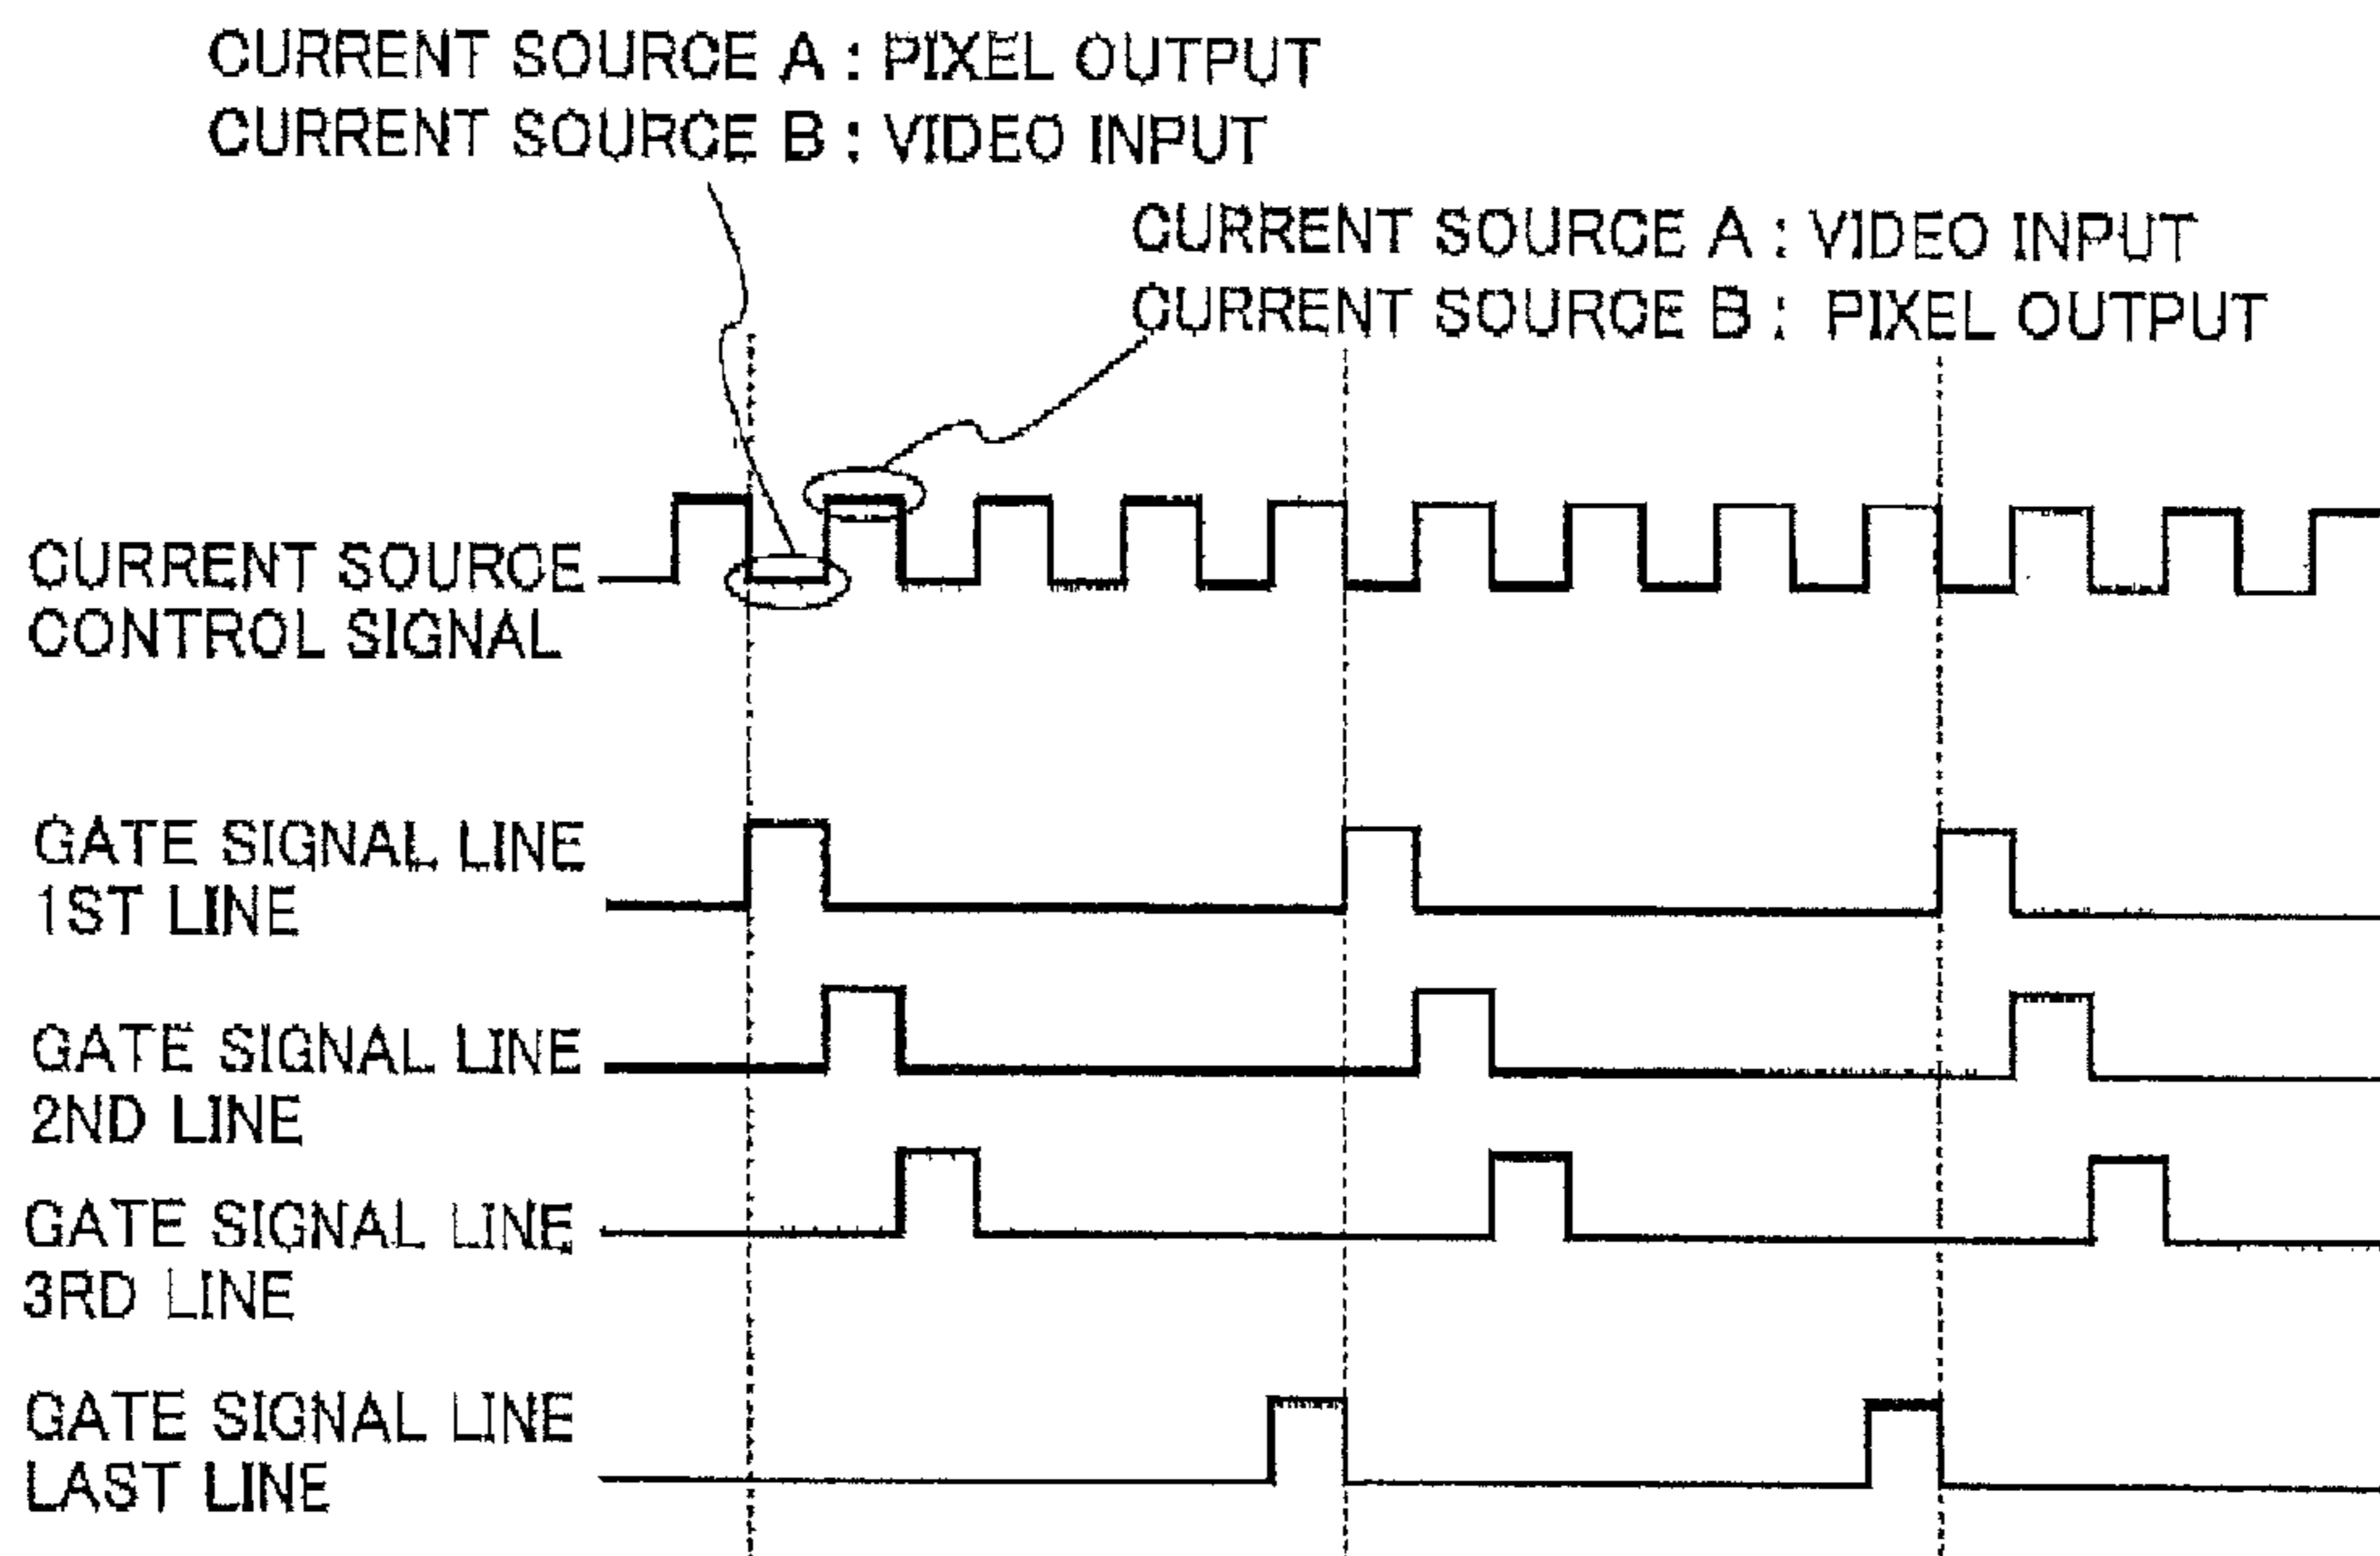 CURRENT SOURCE A : PIXEL OUTPUT
CURRENT SOURCE B : VIDEO INPUT
CURRENT SOURCE A : VIDEO INPUT
CURRENT SOURCE B : PIXEL OUTPUT
CURRENT SOURCE
CONTROL SIGNAL
GATE SIGNAL LINE
1ST LINE
GATE SIGNAL LINE
2ND LINE
GATE SIGNAL LINE
3RD LINE
GATE SIGNAL LINE
LAST LINE